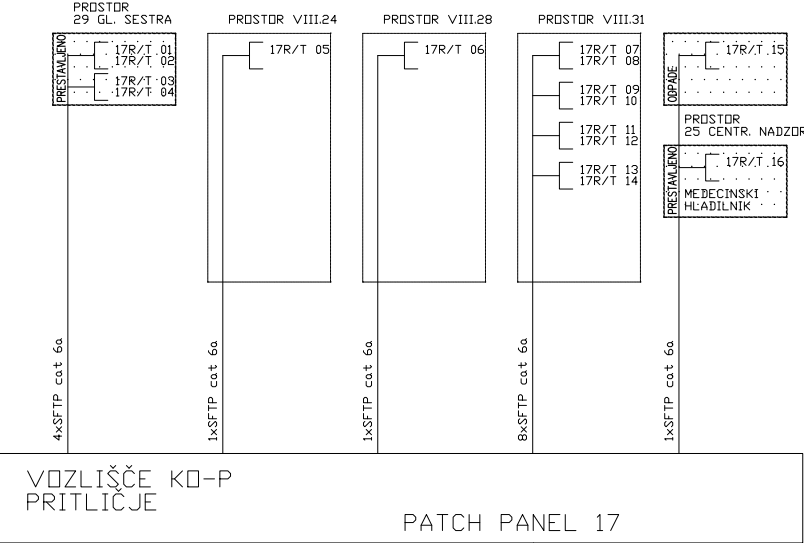 PROSTOR
29 GL. SESTRA
PRESTAVLJENO
17R/T 01
17R/T 02
17R/T 03
17R/T 04
4xSFTP cat 6a
PROSTOR VIII.24
17R/T 05
1xSFTP cat 6a
PROSTOR VIII.28
17R/T 06
1xSFTP cat 6a
PROSTOR VIII.31
17R/T 07
17R/T 08
17R/T 09
17R/T 10
17R/T 11
17R/T 12
17R/T 13
17R/T 14
8xSFTP cat 6a
ODPADE
17R/T 15
PROSTOR
25 CENTR. NADZOR
PRESTAVLJENO
17R/T 16
MEDECINSKI
HLADILNIK
1xSFTP cat 6a
VOZLIŠČE KO-P
PRITLIČJE
PATCH PANEL 17